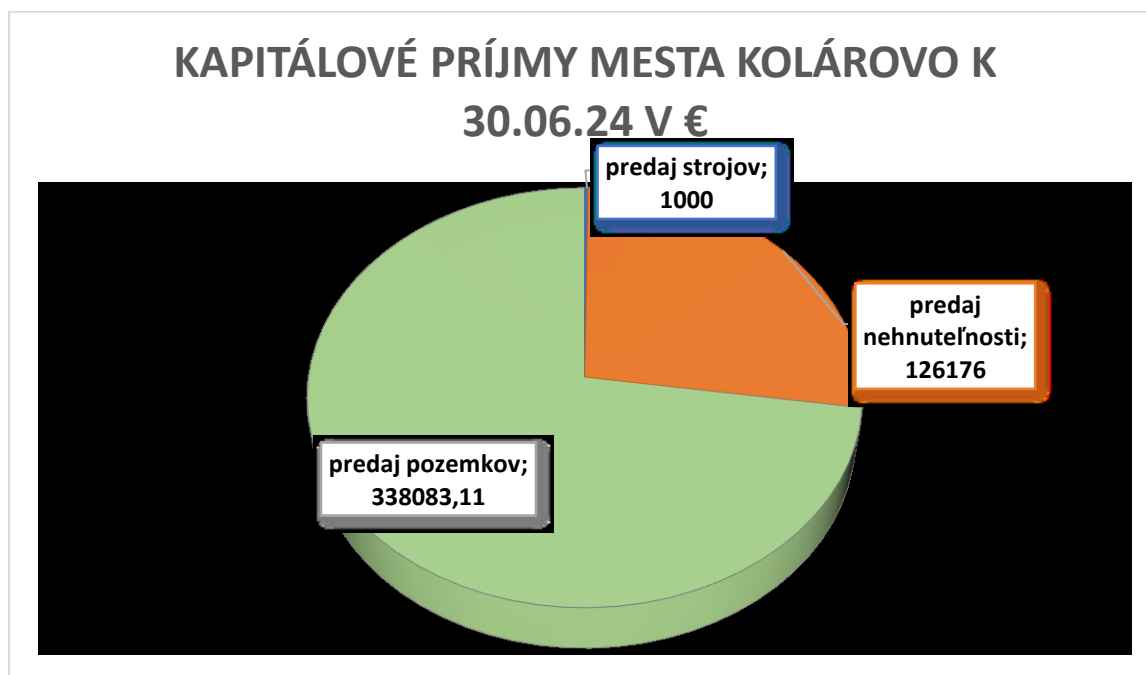 KAPITÁLOVÉ PRÍJMY MESTA KOLÁROVO K
30.06.24 V €
predaj strojov;
1000
predaj
nehnuteľnosti;
126176
predaj pozemkov;
338083,11